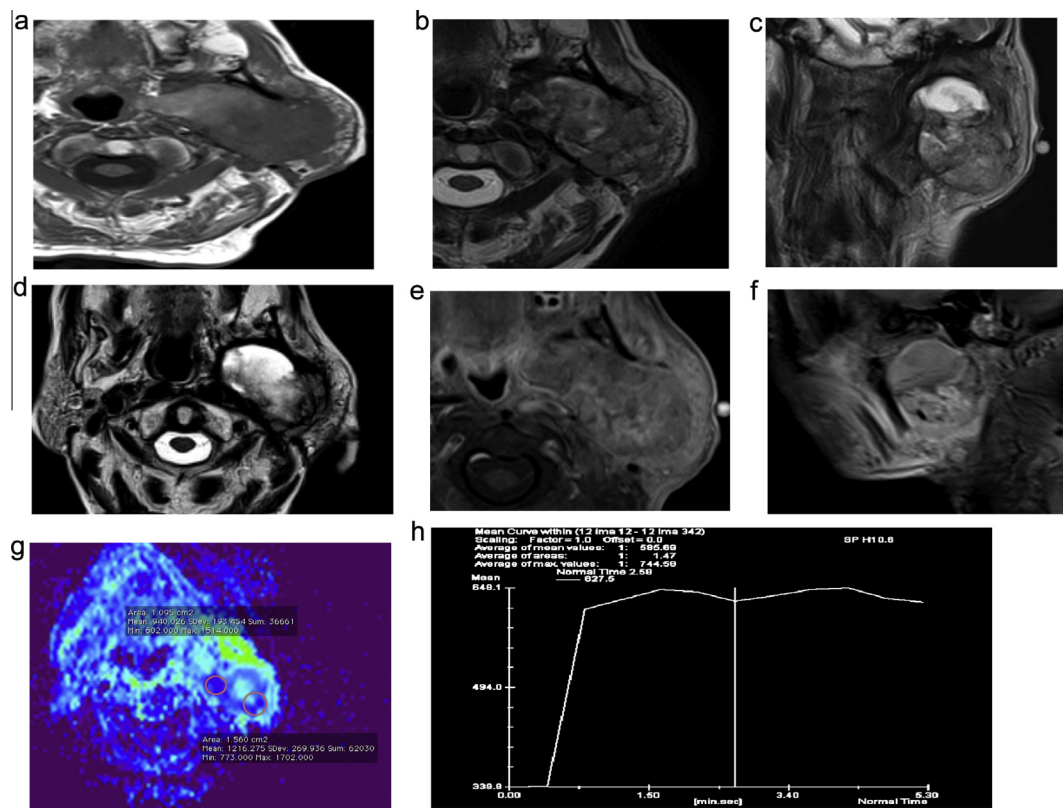 a
b
c
d
e
f
g
Area: 1.095 cm2
Mean: 940.026 SDev: 193.454 Sum: 36661
Min: 602.000 Max: 1514.000
Area: 1.560 cm2
Mean: 1216.275 SDev: 269.936 Sum: 62030
Min: 773.000 Max: 1702.000
h
Mean Curve within (12 ima 12 - 12 ima 342)
Scaling: Factor = 1.0 Offset=0.0
Average of mean values: 1: 585.69
Average of areas: 1: 1.47
Average of max. values: 1: 744.59
SP H10.6
Normal Time 2.58
Mean
627.5
648.1
494.0
339.9
0.00
1.50
[min.sec]
3.40
Normal Time
5.30